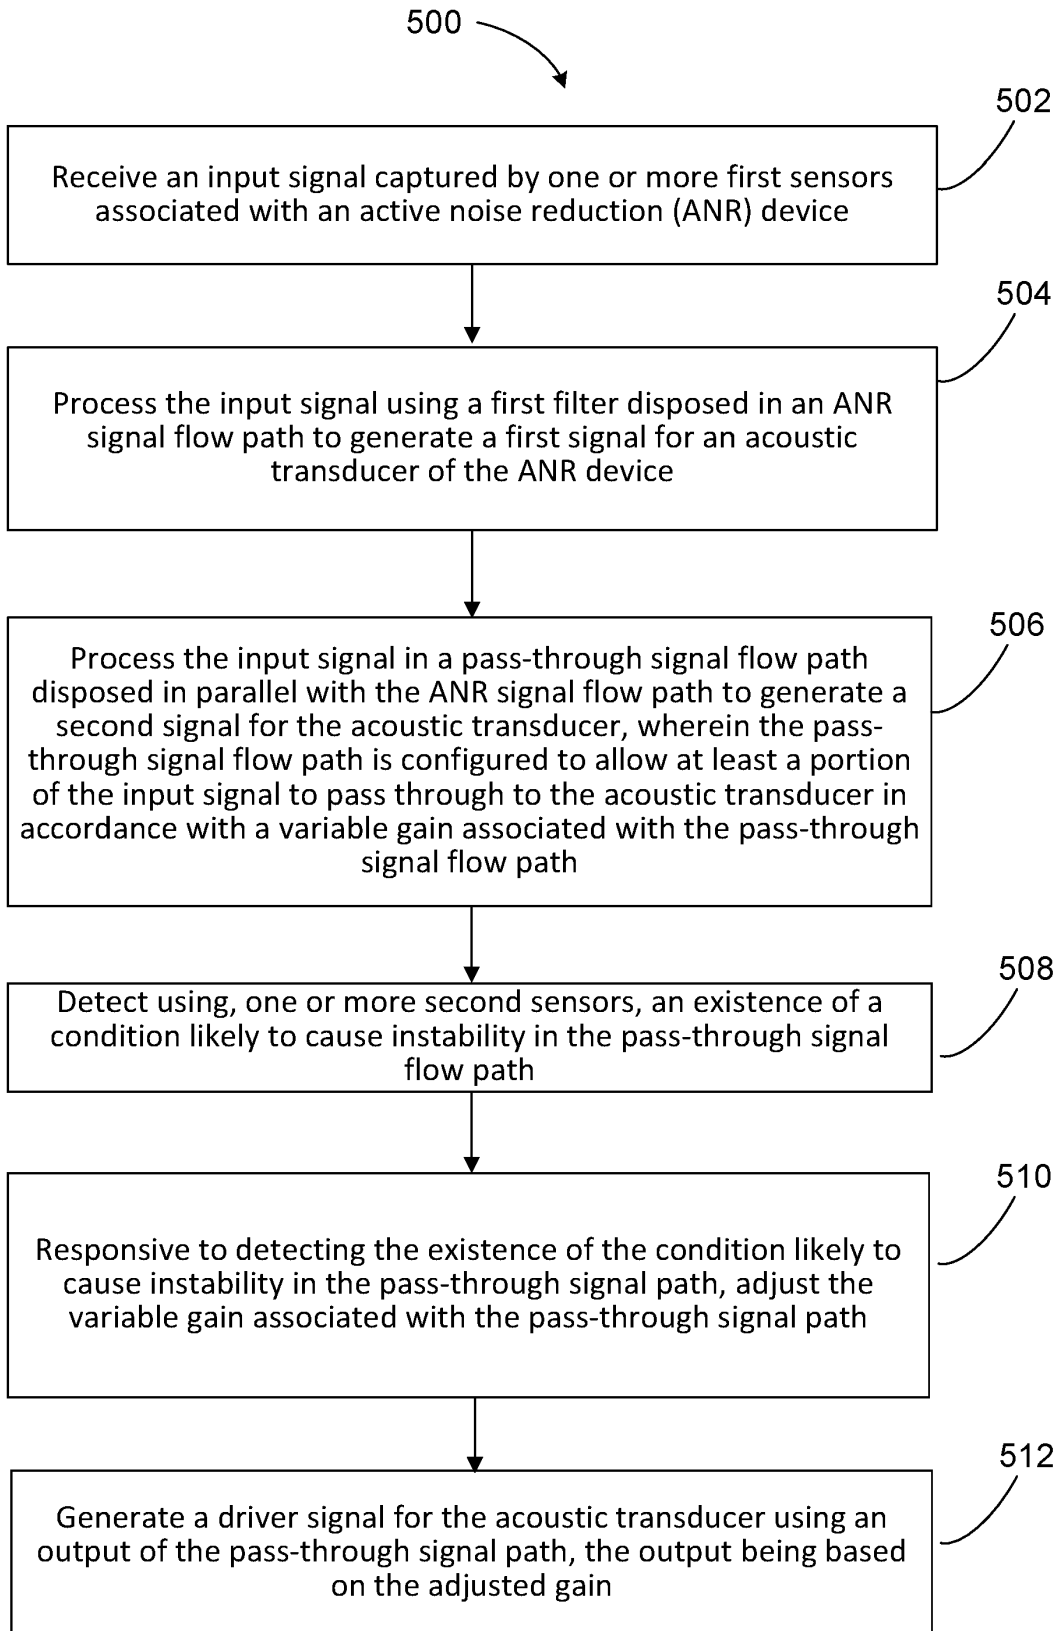 500
502
Receive an input signal captured by one or more first sensors
associated with an active noise reduction (ANR) device
504
Process the input signal using a first filter disposed in an ANR
signal flow path to generate a first signal for an acoustic
transducer of the ANR device
506
Process the input signal in a pass-through signal flow path
disposed in parallel with the ANR signal flow path to generate a
second signal for the acoustic transducer, wherein the pass-
through signal flow path is configured to allow at least a portion
of the input signal to pass through to the acoustic transducer in
accordance with a variable gain associated with the pass-through
signal flow path
508
Detect using, one or more second sensors, an existence of a
condition likely to cause instability in the pass-through signal
flow path
510
Responsive to detecting the existence of the condition likely to
cause instability in the pass-through signal path, adjust the
variable gain associated with the pass-through signal path
512
Generate a driver signal for the acoustic transducer using an
output of the pass-through signal path, the output being based
on the adjusted gain